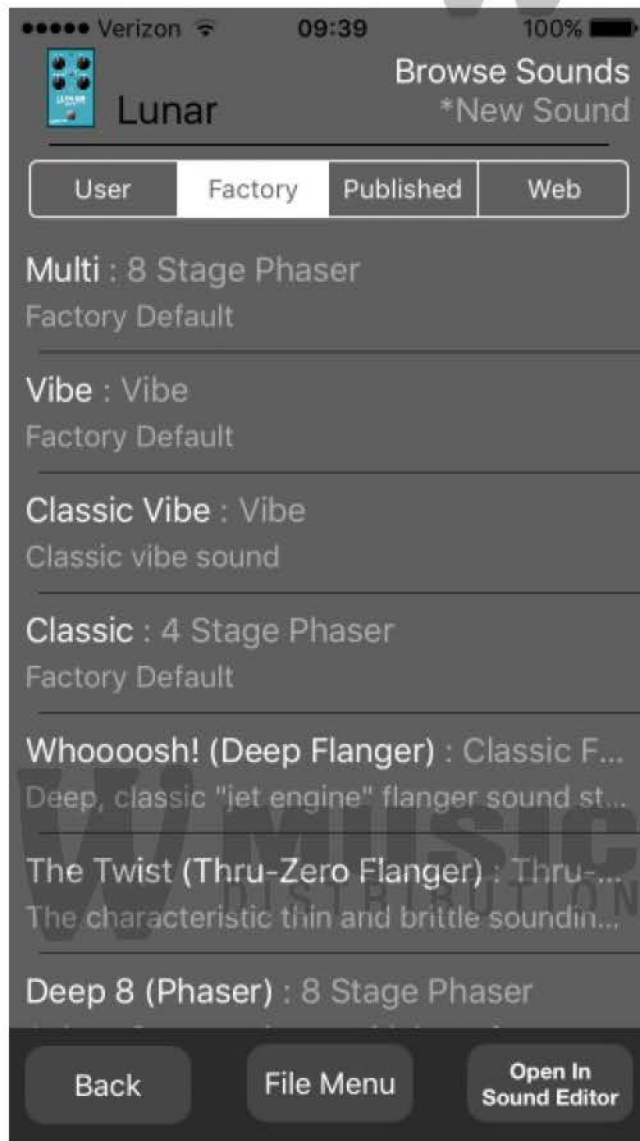 ●●●●● Verizon 09:39 100%
LUNAR
Lunar
Browse Sounds
*New Sound
User Factory Published Web
Multi : 8 Stage Phaser
Factory Default
Vibe : Vibe
Factory Default
Classic Vibe : Vibe
Classic vibe sound
Classic : 4 Stage Phaser
Factory Default
Whoooosh! (Deep Flanger) : Classic F...
Deep, classic "jet engine" flanger sound st...
The Twist (Thru-Zero Flanger) : Thru-...
The characteristic thin and brittle soundin...
W MUSIC
DISTRIBUTION
Deep 8 (Phaser) : 8 Stage Phaser
Back File Menu Open In
Sound Editor